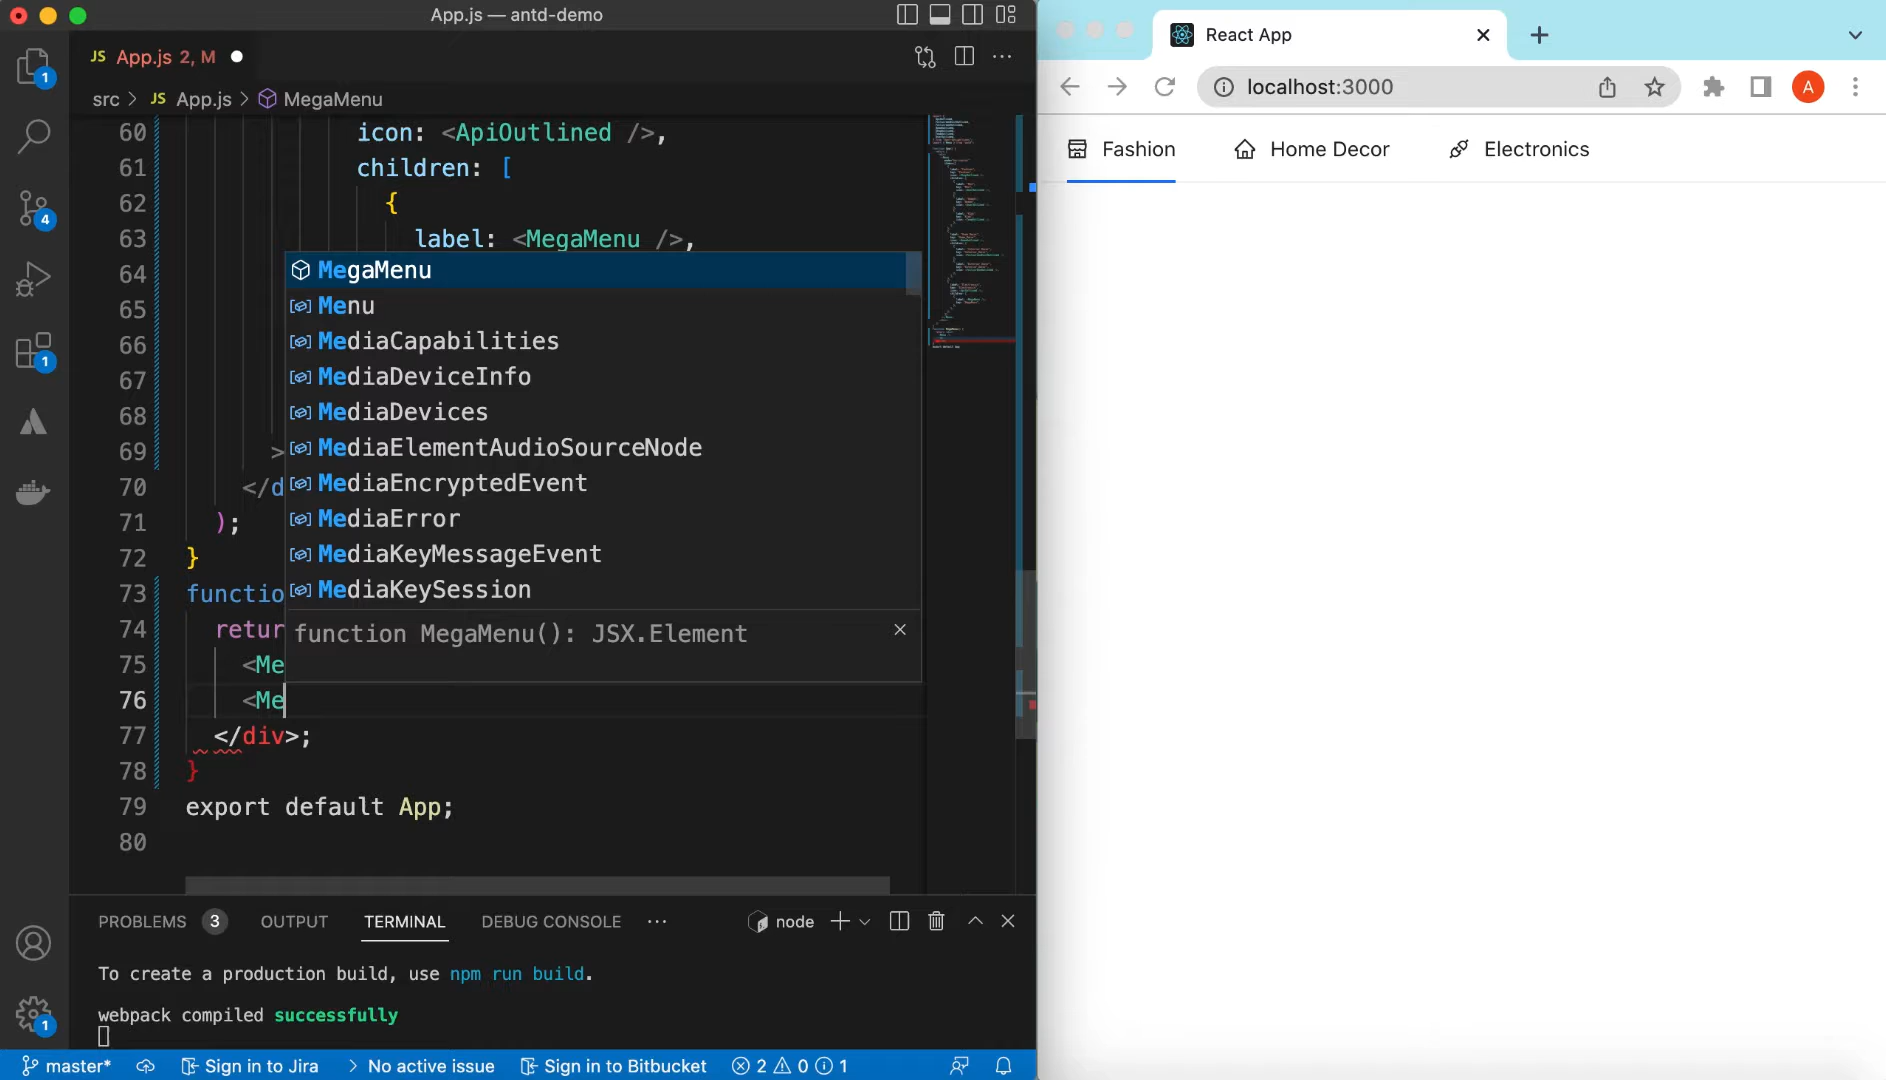 App.js — antd-demo
JS App.js 2, M
src > JS App.js > MegaMenu
60 icon: <ApiOutlined />,
61 children: [
62 {
63 label: <MegaMenu />,
64
65
66
67
68
69 >
70 </d
71 );
72 }
73 functio
74 retur
75 <Me
76 <Me
77 </div>;
78 }
79 export default App;
80
MegaMenu
Menu
MediaCapabilities
MediaDeviceInfo
MediaDevices
MediaElementAudioSourceNode
MediaEncryptedEvent
MediaError
MediaKeyMessageEvent
MediaKeySession
function MegaMenu(): JSX.Element
1
4
1
1
PROBLEMS 3 OUTPUT TERMINAL DEBUG CONSOLE ··· node
To create a production build, use npm run build.
webpack compiled successfully
master* Sign in to Jira > No active issue Sign in to Bitbucket 2 0 1
React App
localhost:3000
A
Fashion Home Decor Electronics